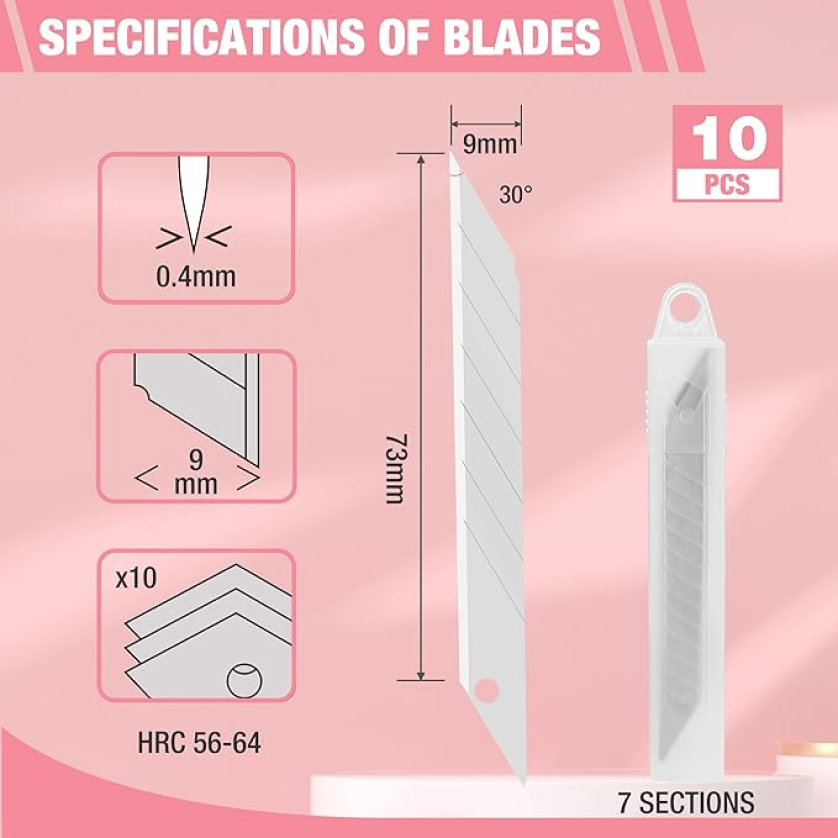 SPECIFICATIONS OF BLADES
10
PCS
9mm
30°
0.4mm
9
mm
73mm
x10
HRC 56-64
7 SECTIONS